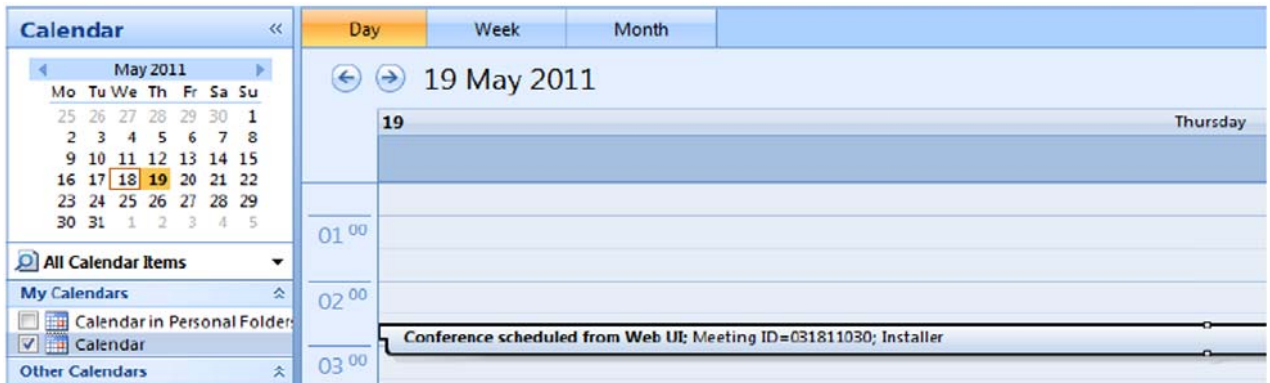 Calendar «
May 2011
Mo Tu We Th Fr Sa Su
25 26 27 28 29 30 1
2 3 4 5 6 7 8
9 10 11 12 13 14 15
16 17 18 19 20 21 22
23 24 25 26 27 28 29
30 31 1 2 3 4 5
All Calendar Items
My Calendars
Calendar in Personal Folders
Calendar
Other Calendars
Day Week Month
19 May 2011
19 Thursday
01 00
02 00
Conference scheduled from Web UI; Meeting ID=031811030; Installer
03 00